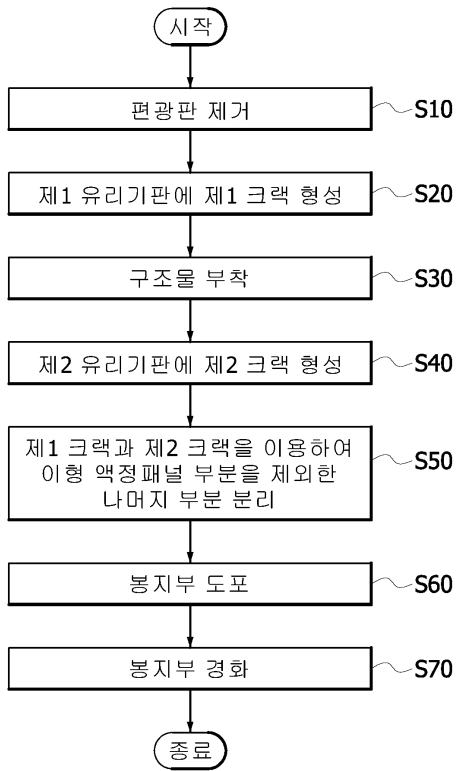 시작
편광판 제거
S10
제1 유리기판에 제1 크랙 형성
S20
구조물 부착
S30
제2 유리기판에 제2 크랙 형성
S40
제1 크랙과 제2 크랙을 이용하여
이형 액정패널 부분을 제외한
나머지 부분 분리
S50
봉지부 도포
S60
봉지부 경화
S70
종료